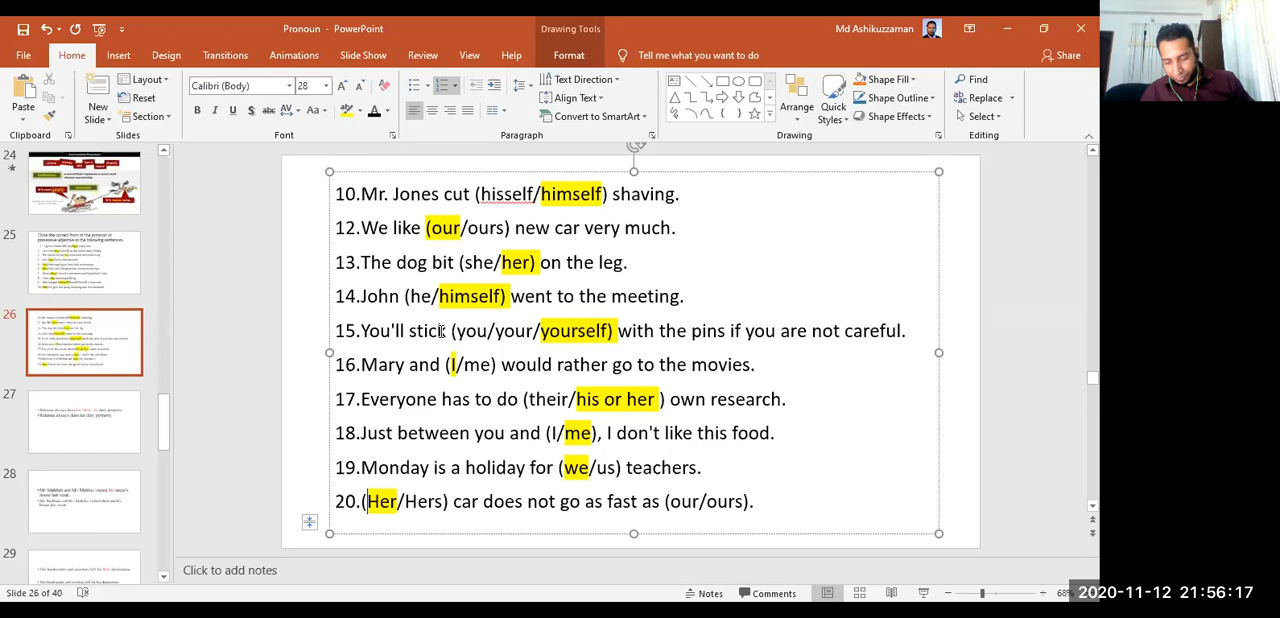 Pronoun - PowerPoint
Drawing Tools
Md Ashikuzzaman
File Home Insert Design Transitions Animations Slide Show Review View Help Format Tell me what you want to do Share
Paste
New Slide
Layout
Reset
Section
Calibri (Body) 28
Text Direction
Align Text
Convert to SmartArt
Arrange
Quick Styles
Shape Fill
Shape Outline
Shape Effects
Find
Replace
Select
Clipboard Slides Font Paragraph Drawing Editing
24
25
26
27
28
29
10.Mr. Jones cut ( /himself) shaving.
12.We like (our/ours) new car very much.
13.The dog bit (she/her) on the leg.
14.John (he/himself) went to the meeting.
15.You'll stick /yourself) with the pins if you are not careful.
16.Mary and (I/me) would rather go to the movies.
17.Everyone has to do (their/his or her ) own research.
18.Just between you and (I/me), I don't like this food.
19.Monday is a holiday for (we/us) teachers.
20.(Her/Hers) car does not go as fast as (our/ours).
Click to add notes
Slide 26 of 40
Notes
Comments
68%
2020-11-12 21:56:17